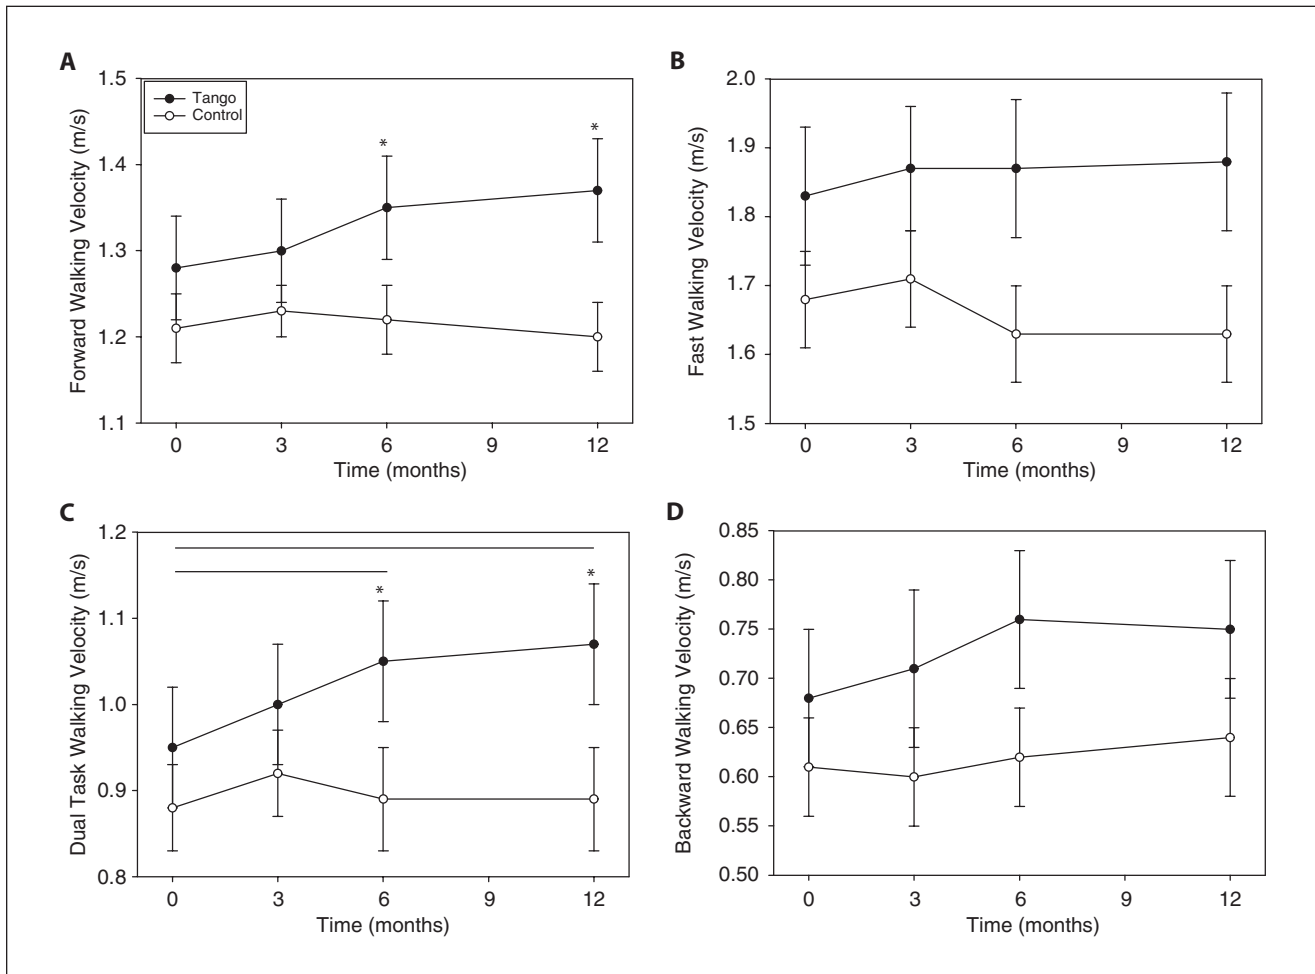 A
Forward Walking Velocity (m/s)
1.5
1.4
1.3
1.2
1.1
Tango
Control
*
*
0 3 6 9 12
Time (months)
B
Fast Walking Velocity (m/s)
2.0
1.9
1.8
1.7
1.6
1.5
0 3 6 9 12
Time (months)
C
Dual Task Walking Velocity (m/s)
1.2
1.1
1.0
0.9
0.8
*
*
0 3 6 9 12
Time (months)
D
Backward Walking Velocity (m/s)
0.85
0.80
0.75
0.70
0.65
0.60
0.55
0.50
0 3 6 9 12
Time (months)